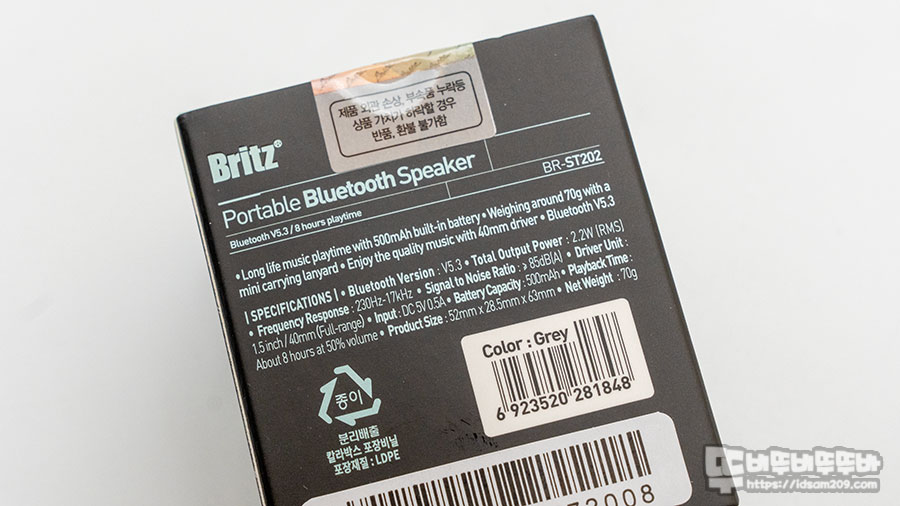 제품 외관 손상, 부속품 누락등
상품 가치가 하락할 경우
반품, 환불 불가함
Britz®
Portable Bluetooth Speaker
BR-ST202
Bluetooth V5.3 / 8 hours playtime
• Long life music playtime with 500mAh built-in battery • Weighing around 70g with a
mini carrying lanyard • Enjoy the quality music with 40mm driver • Bluetooth V5.3
| SPECIFICATIONS | • Bluetooth Version : V5.3 • Total Output Power : 2.2W (RMS)
• Frequency Response : 230Hz-17kHz • Signal to Noise Ratio : ≥ 85dB(A) • Driver Unit :
1.5 inch / 40mm (Full-range) • Input : DC 5V 0.5A • Battery Capacity : 500mAh • Playback Time :
About 8 hours at 50% volume • Product Size : 52mm x 28.5mm x 63mm • Net Weight : 70g
Color : Grey
6 923520 281848
종이
분리배출
칼라박스 포장비닐
포장재질 : LDPE
뚜비뚜비뚜뚜바
https://idsam209.com